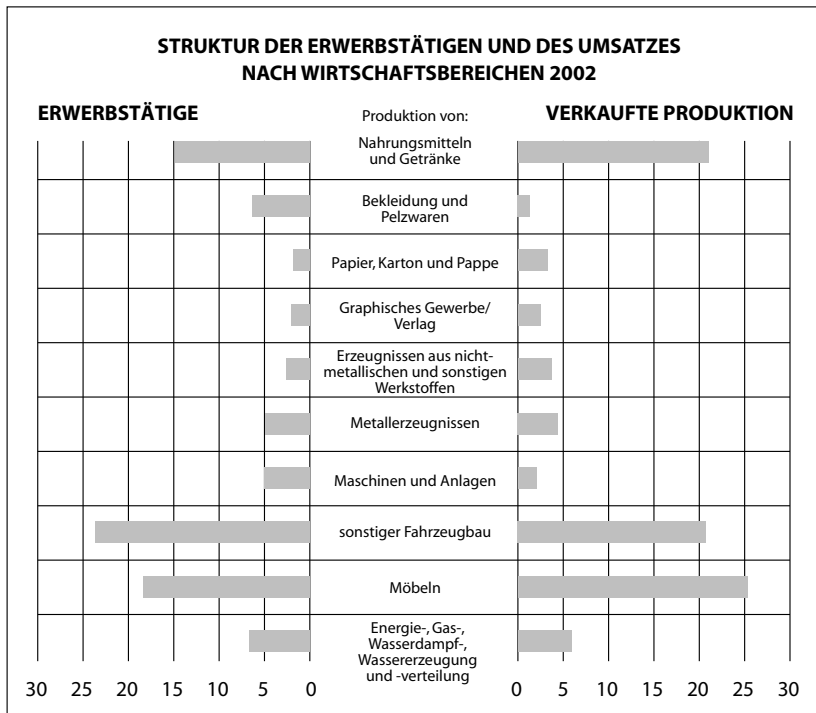 STRUKTUR DER ERWERBSTÄTIGEN UND DES UMSATZES
NACH WIRTSCHAFTSBEREICHEN 2002
ERWERBSTÄTIGE
Produktion von:
VERKAUFTE PRODUKTION
Nahrungsmitteln
und Getränke
Bekleidung und
Pelzwaren
Papier, Karton und Pappe
Graphisches Gewerbe/
Verlag
Erzeugnissen aus nicht-
metallischen und sonstigen
Werkstoffen
Metallerzeugnissen
Maschinen und Anlagen
sonstiger Fahrzeugbau
Möbeln
Energie-, Gas-,
Wasserdampf-,
Wassererzeugung
und -verteilung
30 25 20 15 10 5 0 0 5 10 15 20 25 30